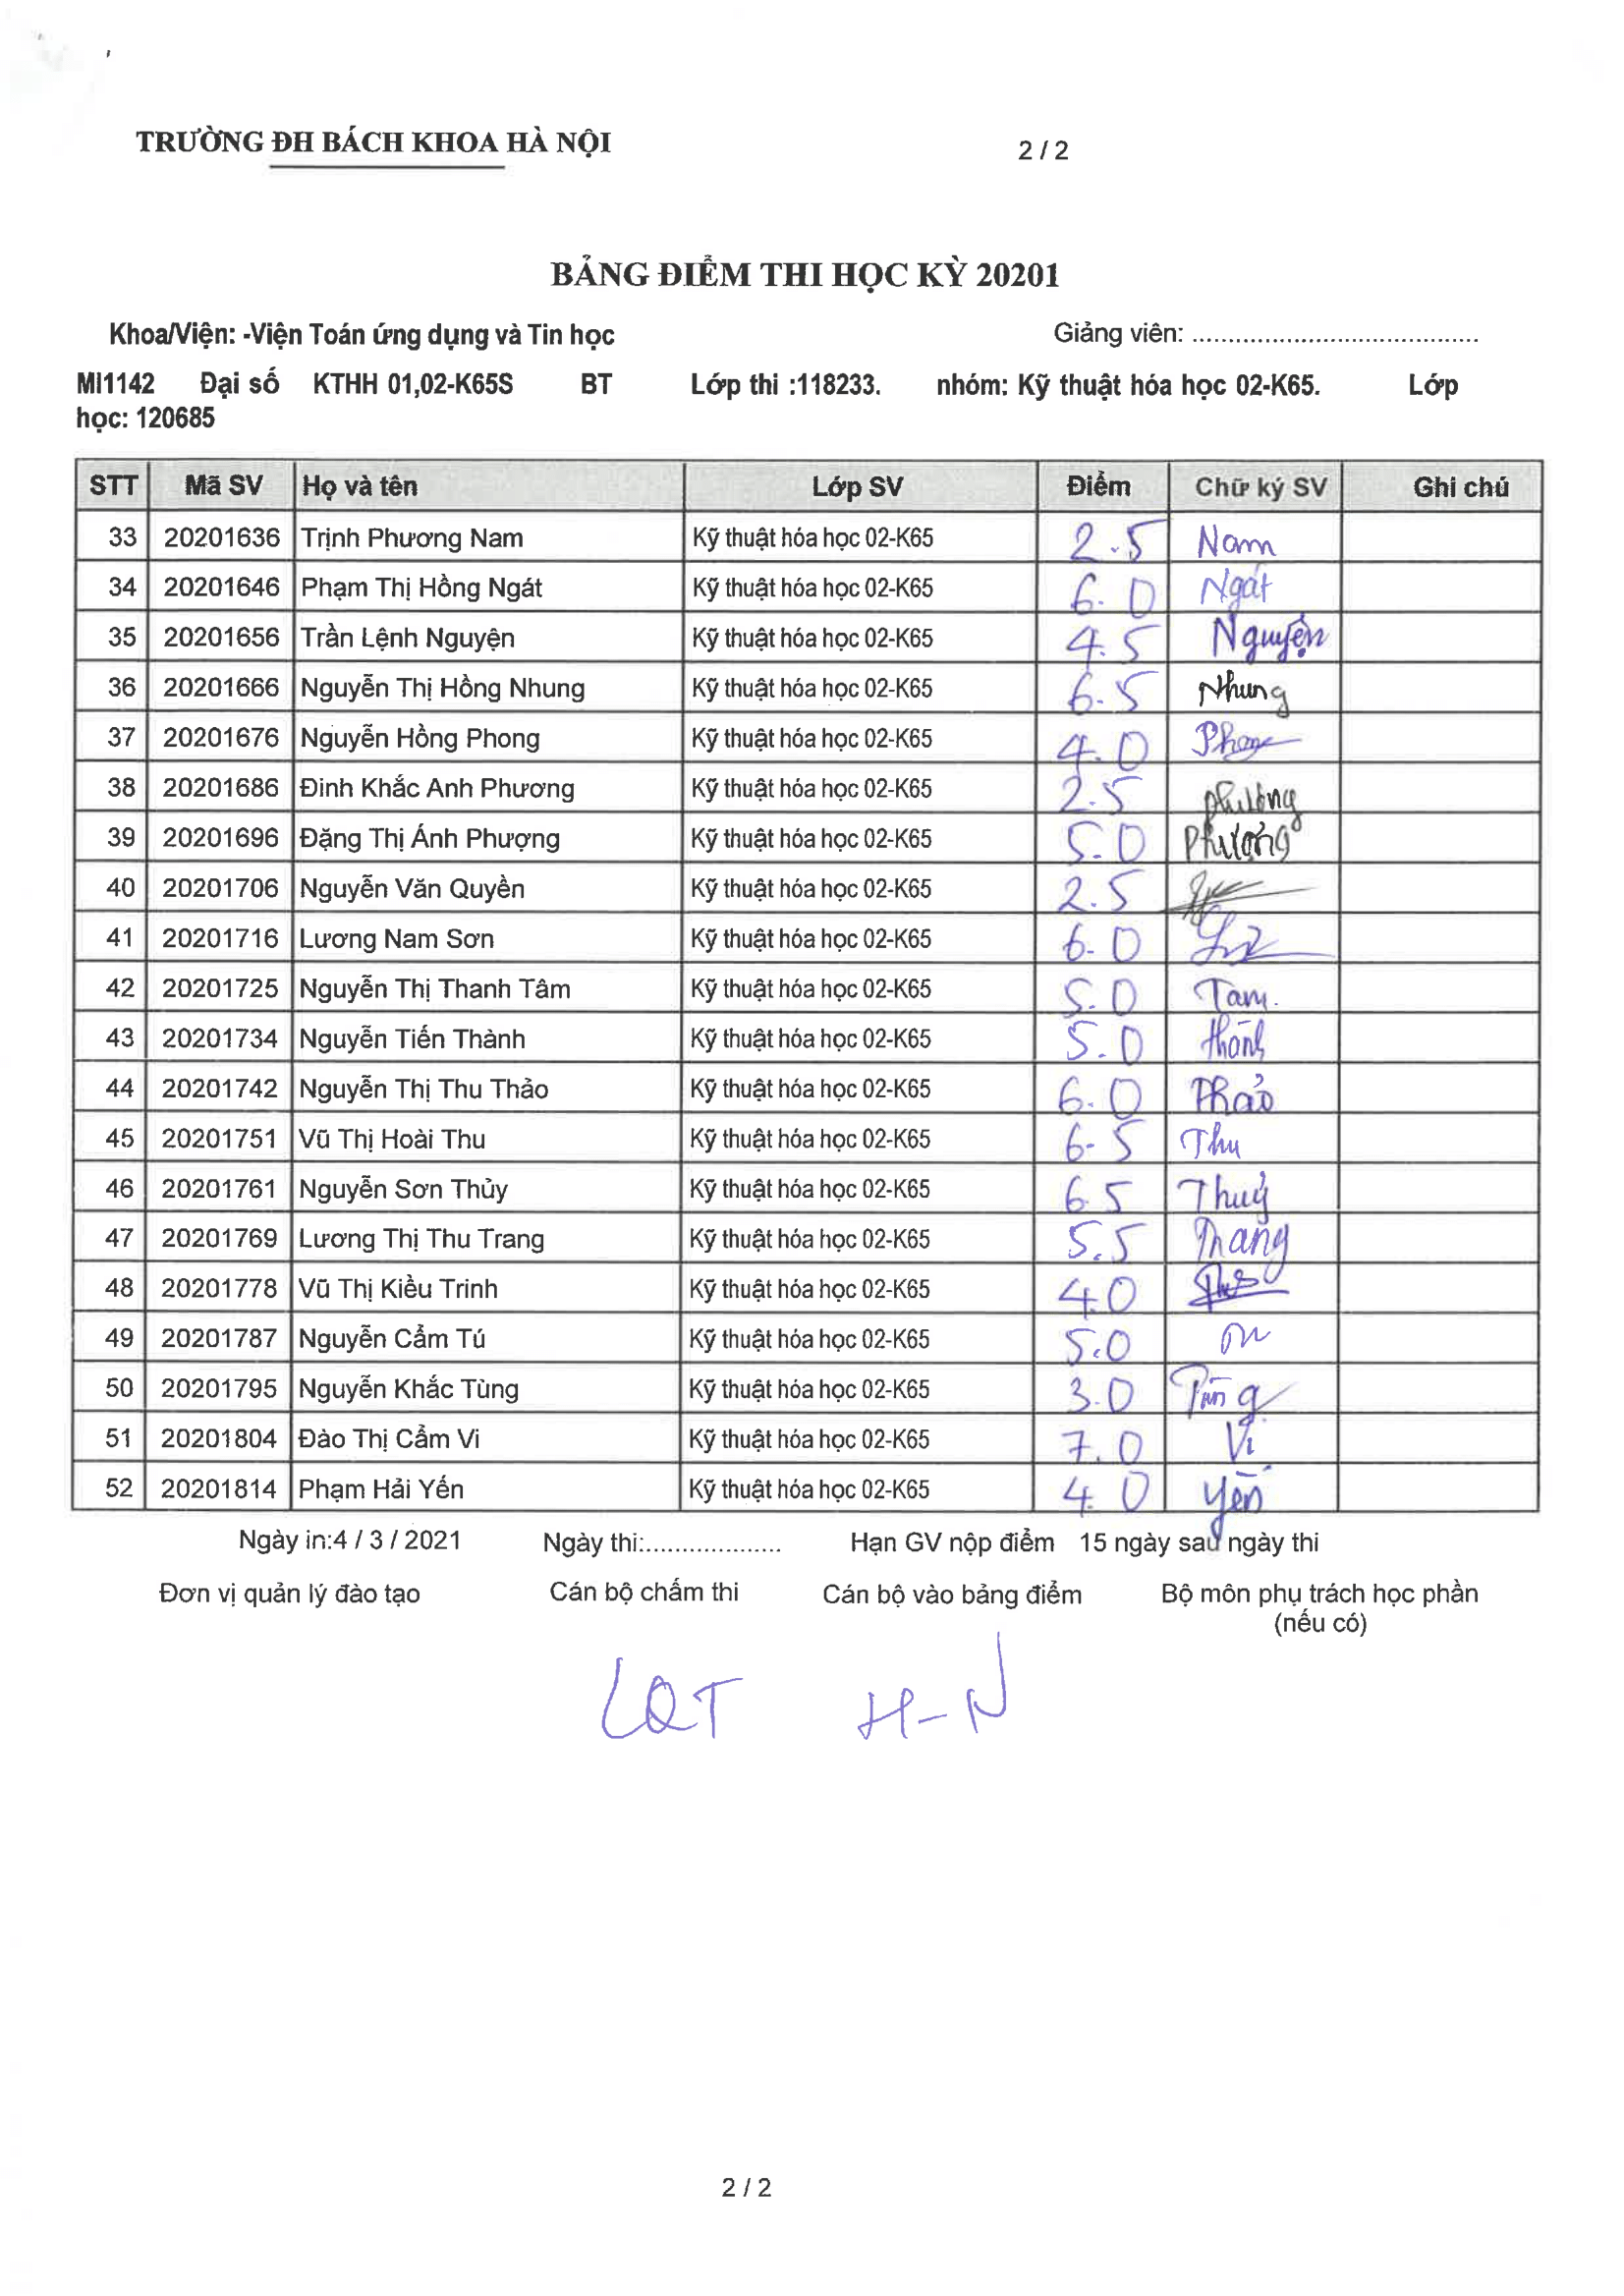 TRƯỜNG ĐH BÁCH KHOA HÀ NỘI 2 / 2
BẢNG ĐIỂM THI HỌC KỲ 20201
Khoa/Viện: -Viện Toán ứng dụng và Tin học Giảng viên: ........................................
MI1142 Đại số KTHH 01,02-K65S BT Lớp thi :118233. nhóm: Kỹ thuật hóa học 02-K65. Lớp
học: 120685
STT Mã SV Họ và tên Lớp SV Điểm Chữ ký SV Ghi chú
33 20201636 Trịnh Phương Nam Kỹ thuật hóa học 02-K65 2.5 Nam
34 20201646 Phạm Thị Hồng Ngát Kỹ thuật hóa học 02-K65 6.0 Ngát
35 20201656 Trần Lệnh Nguyện Kỹ thuật hóa học 02-K65 4.5 Nguyện
36 20201666 Nguyễn Thị Hồng Nhung Kỹ thuật hóa học 02-K65 6.5 Nhung
37 20201676 Nguyễn Hồng Phong Kỹ thuật hóa học 02-K65 4.0 Phong
38 20201686 Đinh Khắc Anh Phương Kỹ thuật hóa học 02-K65 2.5 Phương
39 20201696 Đặng Thị Ánh Phượng Kỹ thuật hóa học 02-K65 5.0 Phượng
40 20201706 Nguyễn Văn Quyền Kỹ thuật hóa học 02-K65 2.5
41 20201716 Lương Nam Sơn Kỹ thuật hóa học 02-K65 6.0
42 20201725 Nguyễn Thị Thanh Tâm Kỹ thuật hóa học 02-K65 5.0 Tam.
43 20201734 Nguyễn Tiến Thành Kỹ thuật hóa học 02-K65 5.0 Thành
44 20201742 Nguyễn Thị Thu Thảo Kỹ thuật hóa học 02-K65 6.0 Thảo
45 20201751 Vũ Thị Hoài Thu Kỹ thuật hóa học 02-K65 6.5 Thu
46 20201761 Nguyễn Sơn Thủy Kỹ thuật hóa học 02-K65 6.5 Thuỷ
47 20201769 Lương Thị Thu Trang Kỹ thuật hóa học 02-K65 5.5 Trang
48 20201778 Vũ Thị Kiều Trinh Kỹ thuật hóa học 02-K65 4.0
49 20201787 Nguyễn Cẩm Tú Kỹ thuật hóa học 02-K65 5.0
50 20201795 Nguyễn Khắc Tùng Kỹ thuật hóa học 02-K65 3.0 Tùng
51 20201804 Đào Thị Cẩm Vi Kỹ thuật hóa học 02-K65 7.0 Vi
52 20201814 Phạm Hải Yến Kỹ thuật hóa học 02-K65 4.0 Yến
Ngày in:4 / 3 / 2021 Ngày thi:................... Hạn GV nộp điểm 15 ngày sau ngày thi
Đơn vị quản lý đào tạo Cán bộ chấm thi Cán bộ vào bảng điểm Bộ môn phụ trách học phần
(nếu có)
LQT H-N
2 / 2